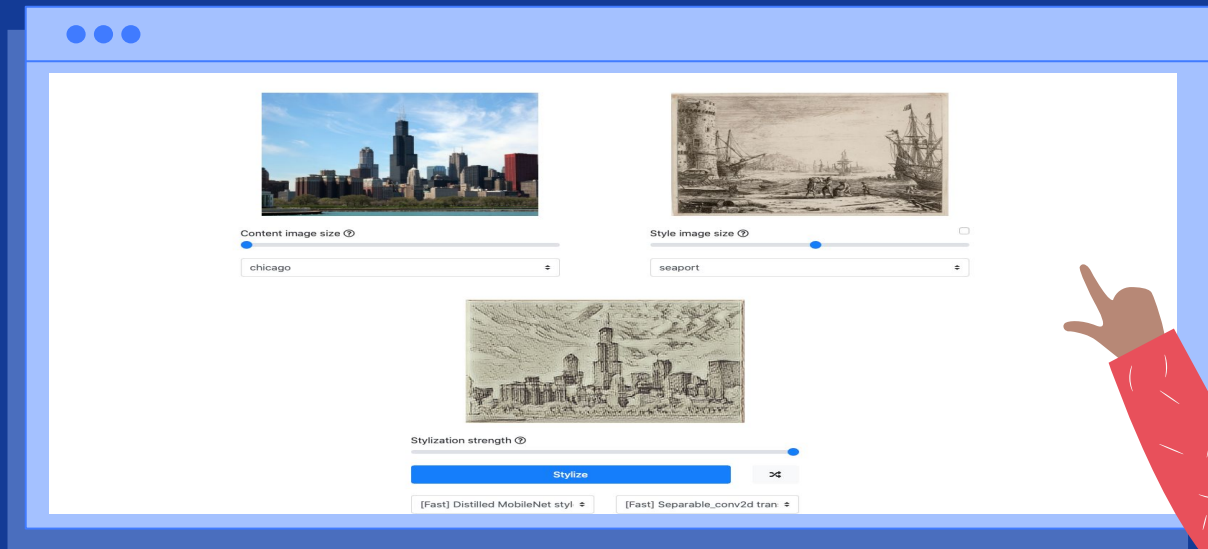 Content image size
Style image size
chicago
seaport
Stylization strength
Stylize
[Fast] Distilled MobileNet styl
[Fast] Separable_conv2d tran